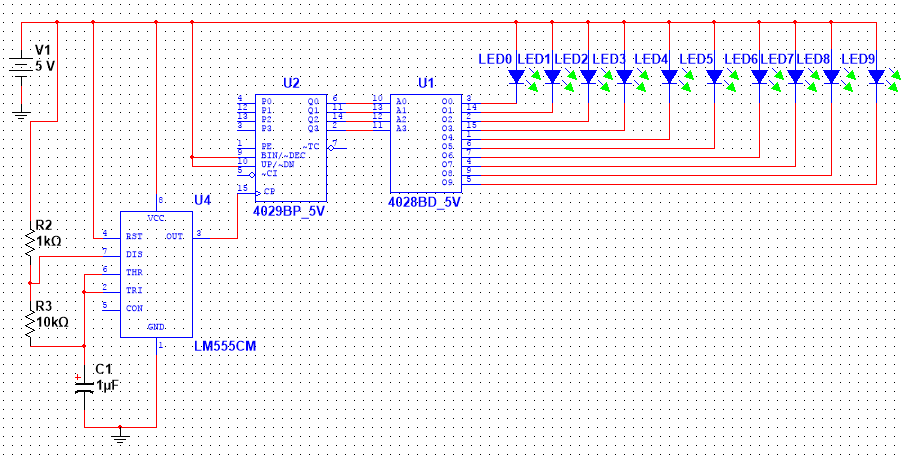 V1
5 V
LED0 LED1 LED2 LED3 LED4 LED5 LED6 LED7 LED8 LED9
U2
U1
4 P0 Q0 6
12 P1 Q1 11
13 P2 Q2 14
3 P3 Q3 2
1 PE ~TC 7
9 BIN/~DEC
10 UP/~DN
5 ~CI
15 CP
4029BP_5V
10 A0 O0 3
13 A1 O1 14
12 A2 O2 2
11 A3 O3 15
O4 1
O5 6
O6 7
O7 4
O8 9
O9 5
4028BD_5V
U4
8
VCC
4 RST OUT 3
7 DIS
6 THR
2 TRI
5 CON
GND
1
LM555CM
R2
1kΩ
R3
10kΩ
C1
+
1µF